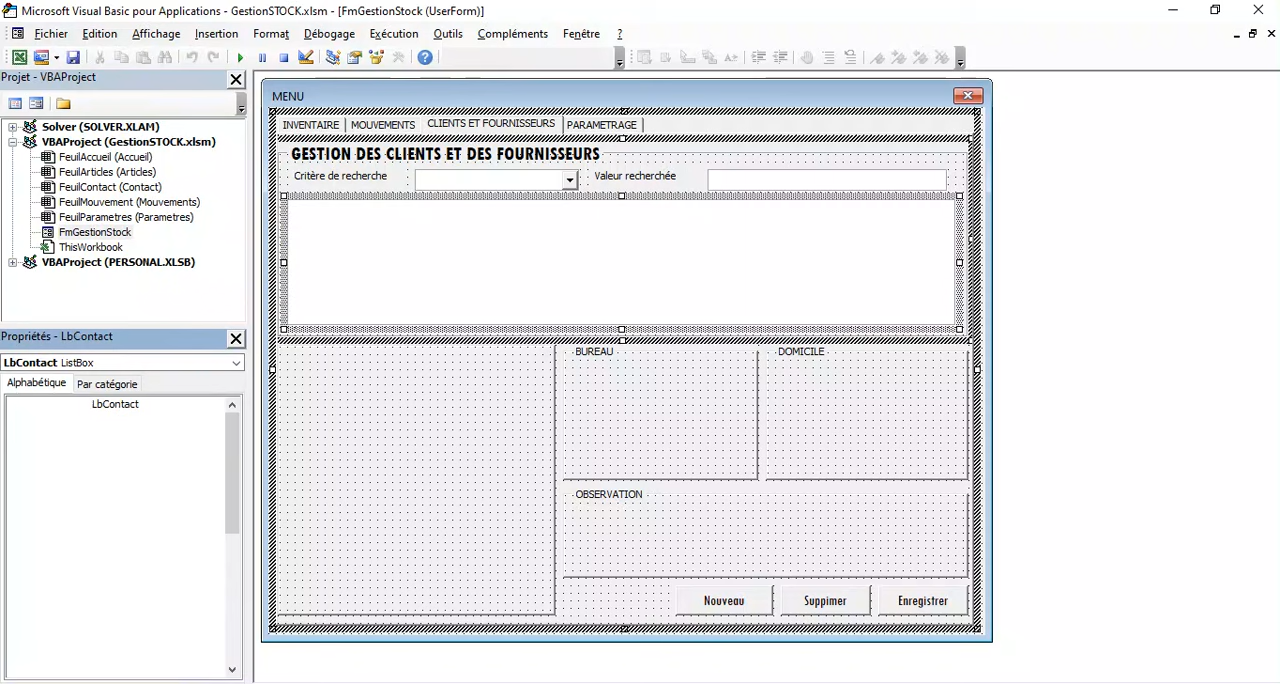 Microsoft Visual Basic pour Applications - GestionSTOCK.xlsm - [FmGestionStock (UserForm)]
Fichier Edition Affichage Insertion Format Débogage Exécution Outils Compléments Fenêtre ?
Projet - VBAProject
Solver (SOLVER.XLAM)
VBAProject (GestionSTOCK.xlsm)
FeuilAccueil (Accueil)
FeuilArticles (Articles)
FeuilContact (Contact)
FeuilMouvement (Mouvements)
FeuilParametres (Parametres)
FmGestionStock
ThisWorkbook
VBAProject (PERSONAL.XLSB)
Propriétés - LbContact
LbContact ListBox
Alphabétique Par catégorie
LbContact
MENU
INVENTAIRE MOUVEMENTS CLIENTS ET FOURNISSEURS PARAMETRAGE
GESTION DES CLIENTS ET DES FOURNISSEURS
Critère de recherche Valeur recherchée
BUREAU DOMICILE
OBSERVATION
Nouveau Suppimer Enregistrer